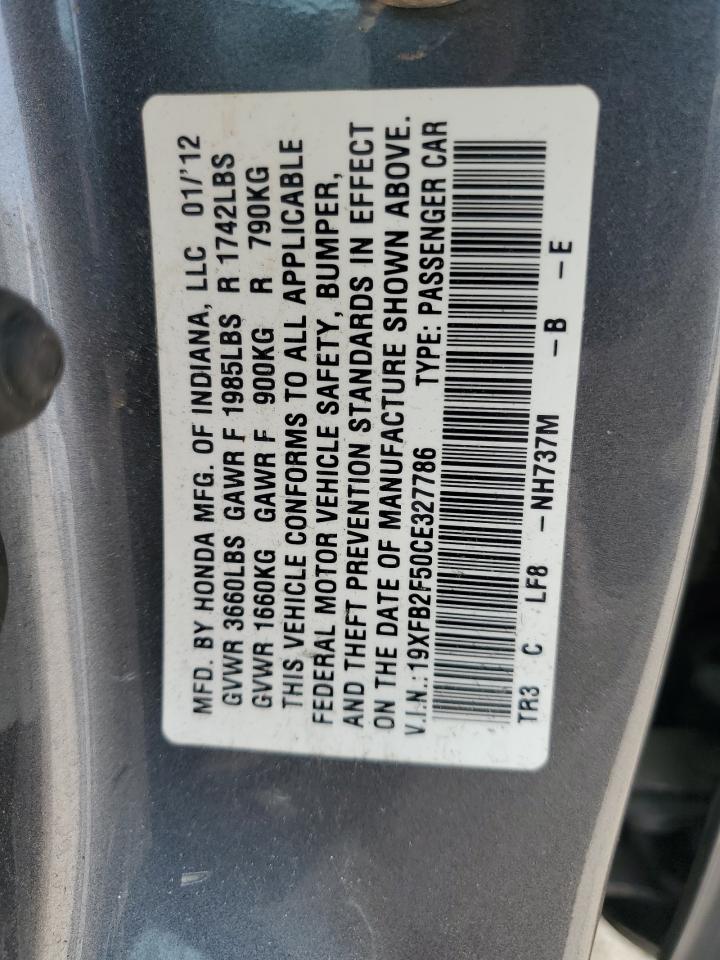 MFD. BY HONDA MFG. OF INDIANA, LLC 01/'12
GVWR 3660LBS GAWR F 1985LBS R 1742LBS
GVWR 1660KG GAWR F 900KG R 790KG
THIS VEHICLE CONFORMS TO ALL APPLICABLE
FEDERAL MOTOR VEHICLE SAFETY, BUMPER,
AND THEFT PREVENTION STANDARDS IN EFFECT
ON THE DATE OF MANUFACTURE SHOWN ABOVE.
V.I.N.:19XFB2F50CE327786 TYPE: PASSENGER CAR
TR3 C LF8 -NH737M -B -E